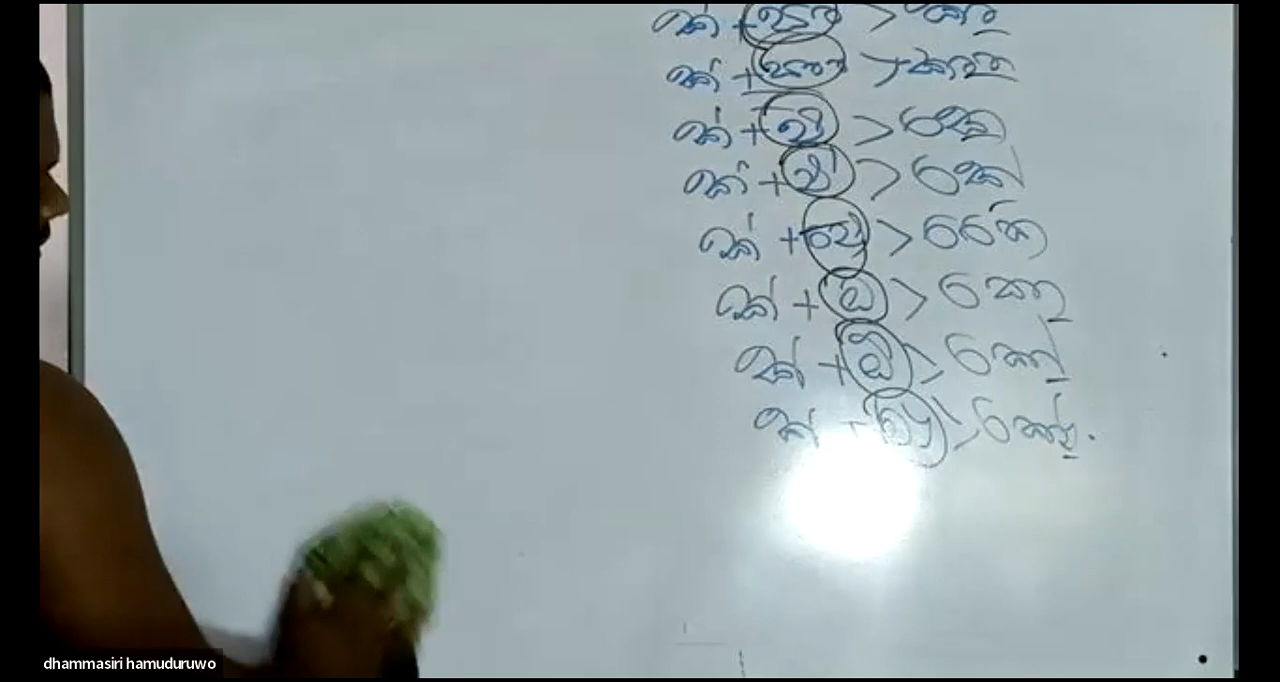 ක් + ඍ > කෘ
ක් + ඎ > කෲ
ක් + එ > කෙ
ක් + ඒ > කේ
ක් + ඓ > කෛ
ක් + ඔ > කො
ක් + ඕ > කෝ
ක් + ඖ > කෞ.
dhammasiri hamuduruwo